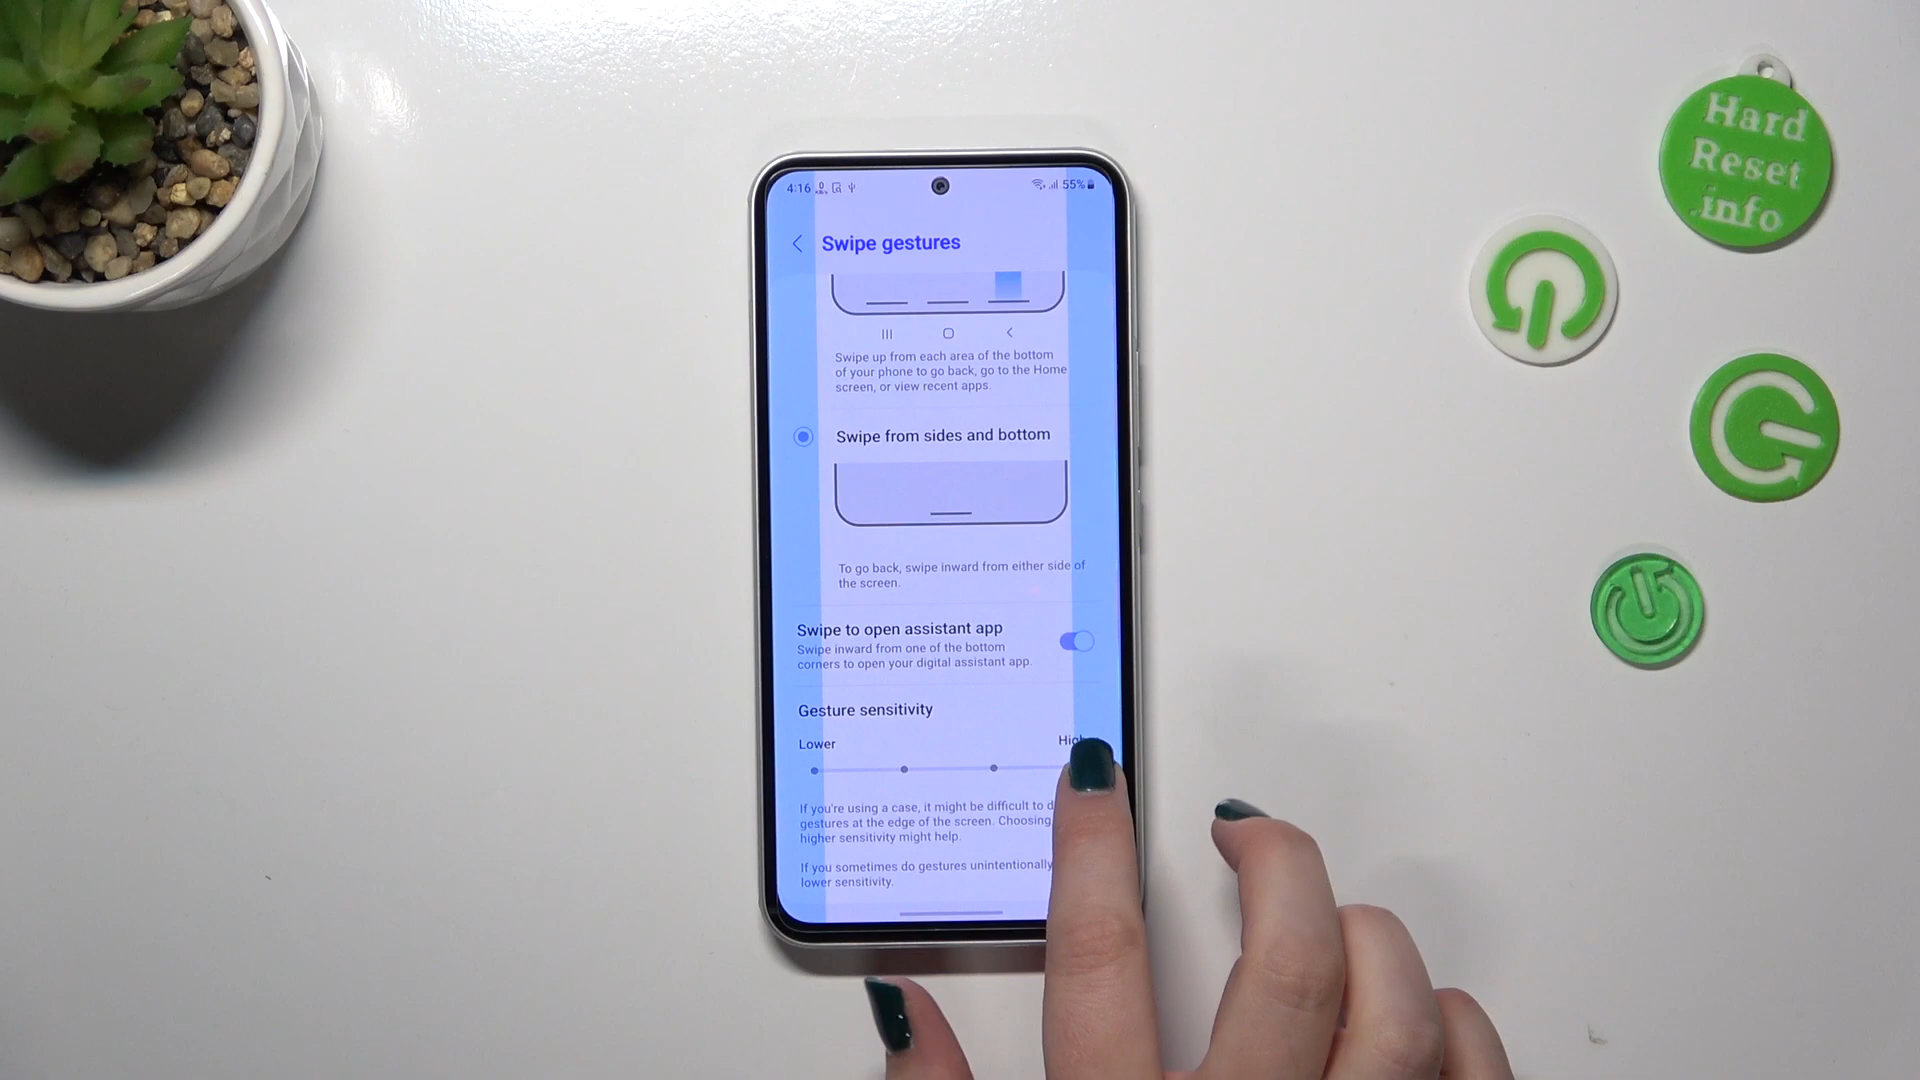 4:16
55%
Swipe gestures
Swipe up from each area of the bottom
of your phone to go back, go to the Home
screen, or view recent apps.
Swipe from sides and bottom
To go back, swipe inward from either side of
the screen.
Swipe to open assistant app
Swipe inward from one of the bottom
corners to open your digital assistant app.
Gesture sensitivity
Lower
If you're using a case, it might be difficult to
gestures at the edge of the screen. Choosing
higher sensitivity might help.
If you sometimes do gestures unintentionally
lower sensitivity.
Hard
Reset
info